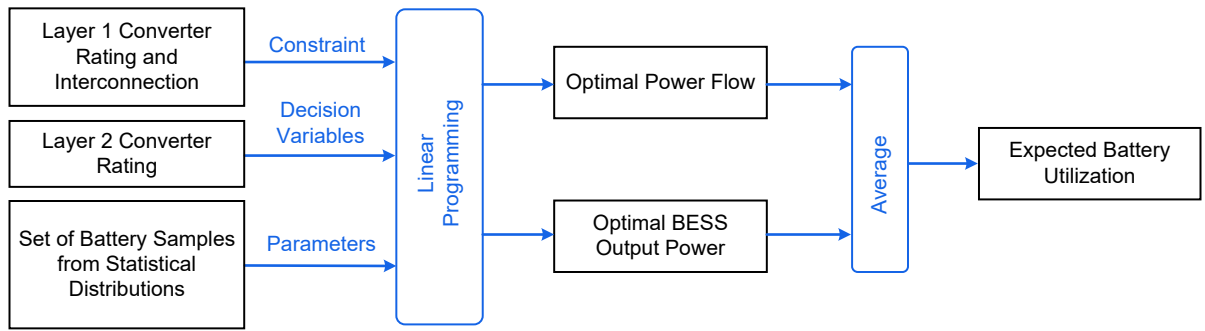 Layer 1 Converter
Rating and
Interconnection
Constraint
Layer 2 Converter
Rating
Decision
Variables
Set of Battery Samples
from Statistical
Distributions
Parameters
Linear
Programming
Optimal Power Flow
Optimal BESS
Output Power
Average
Expected Battery
Utilization